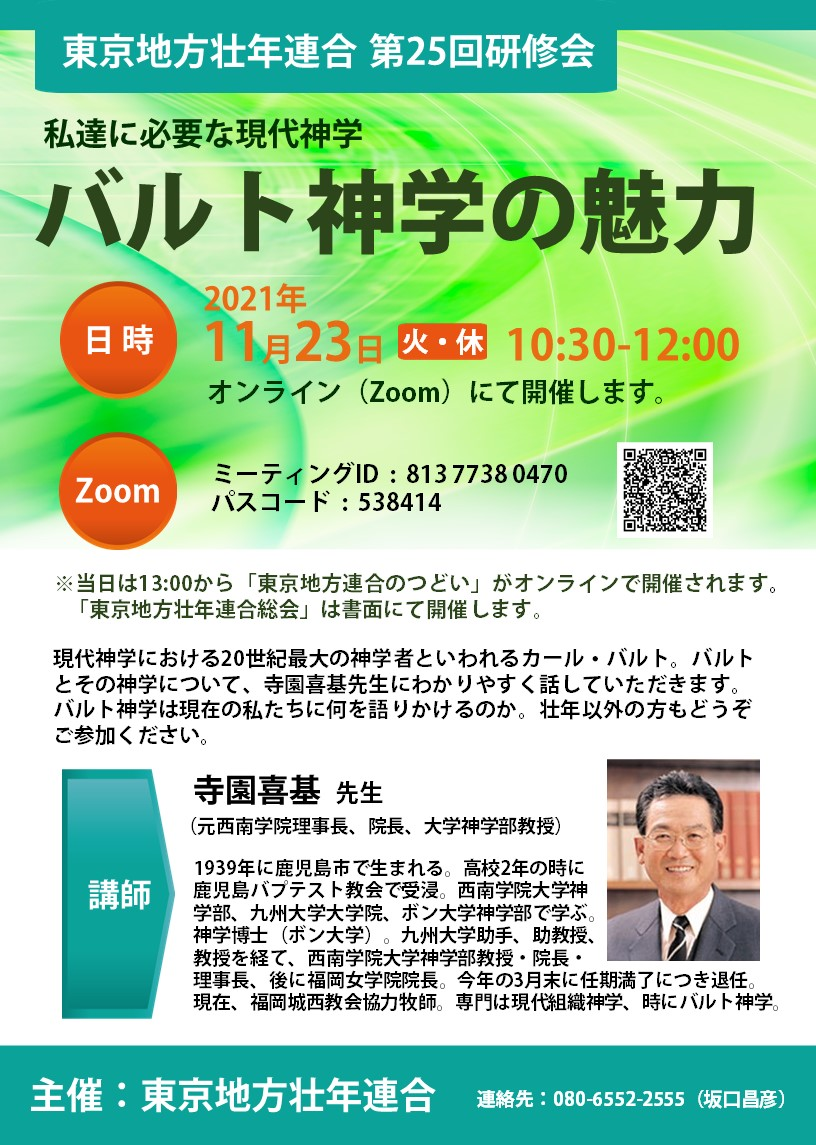 東京地方壮年連合 第25回研修会
私達に必要な現代神学
バルト神学の魅力
日時
2021年
11月23日 火・休 10:30-12:00
オンライン（Zoom）にて開催します。
Zoom
ミーティングID：813 7738 0470
パスコード：538414
※当日は13:00から「東京地方連合のつどい」がオンラインで開催されます。
「東京地方壮年連合総会」は書面にて開催します。
現代神学における20世紀最大の神学者といわれるカール・バルト。バルト
とその神学について、寺園喜基先生にわかりやすく話していただきます。
バルト神学は現在の私たちに何を語りかけるのか。壮年以外の方もどうぞ
ご参加ください。
講師
寺園喜基 先生
（元西南学院理事長、院長、大学神学部教授）
1939年に鹿児島市で生まれる。高校2年の時に
鹿児島バプテスト教会で受浸。西南学院大学神
学部、九州大学大学院、ボン大学神学部で学ぶ。
神学博士（ボン大学）。九州大学助手、助教授、
教授を経て、西南学院大学神学部教授・院長・
理事長、後に福岡女学院院長。今年の3月末に任期満了につき退任。
現在、福岡城西教会協力牧師。専門は現代組織神学、時にバルト神学。
主催：東京地方壮年連合
連絡先：080-6552-2555（坂口昌彦）